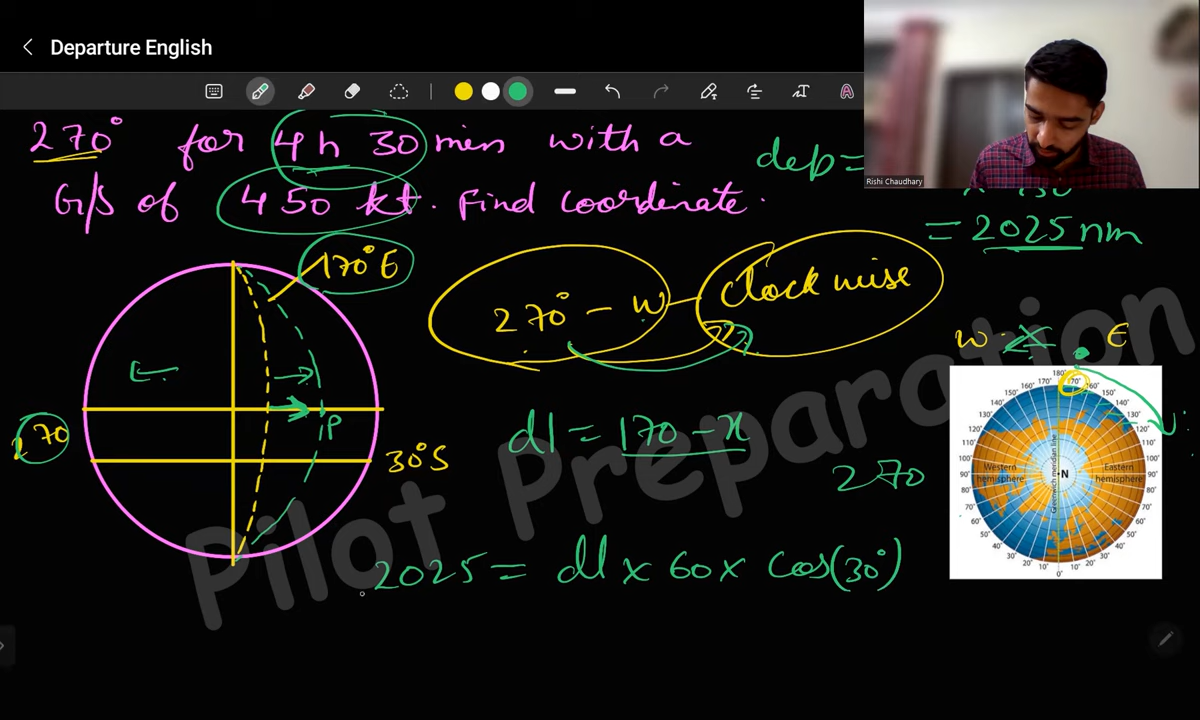 Departure English
270° for 4h 30 min with a
dep=
G/S of 450 kt. Find coordinate.
Rishi Chaudhary
= 2025 nm
170°E
270° - W - Clockwise
W X E
P
270
30°S
dl = 170 - x
270
2025 = dl x 60 x cos(30°)
Pilot Preparation
Western hemisphere
Greenwich meridian line
N
Eastern hemisphere